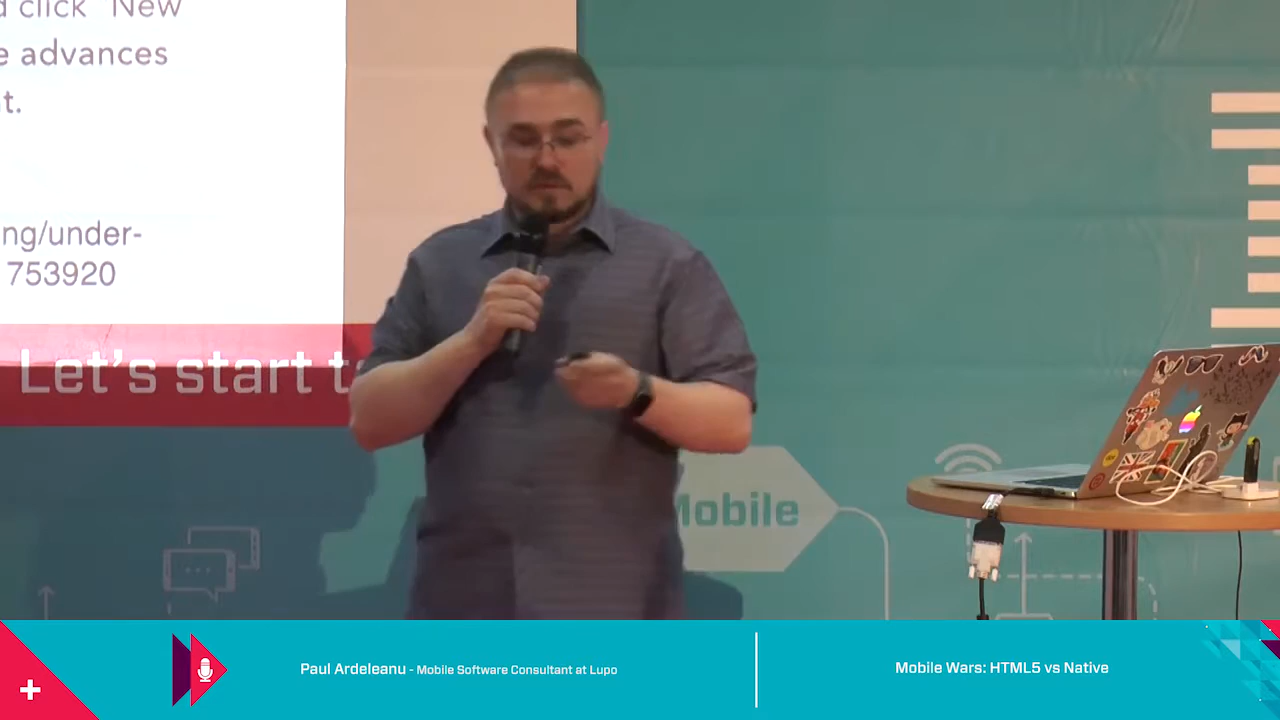 d click "New
e advances
t.
ng/under-
753920
Let's start t
Mobile
Paul Ardeleanu - Mobile Software Consultant at Lupo
Mobile Wars: HTML5 vs Native